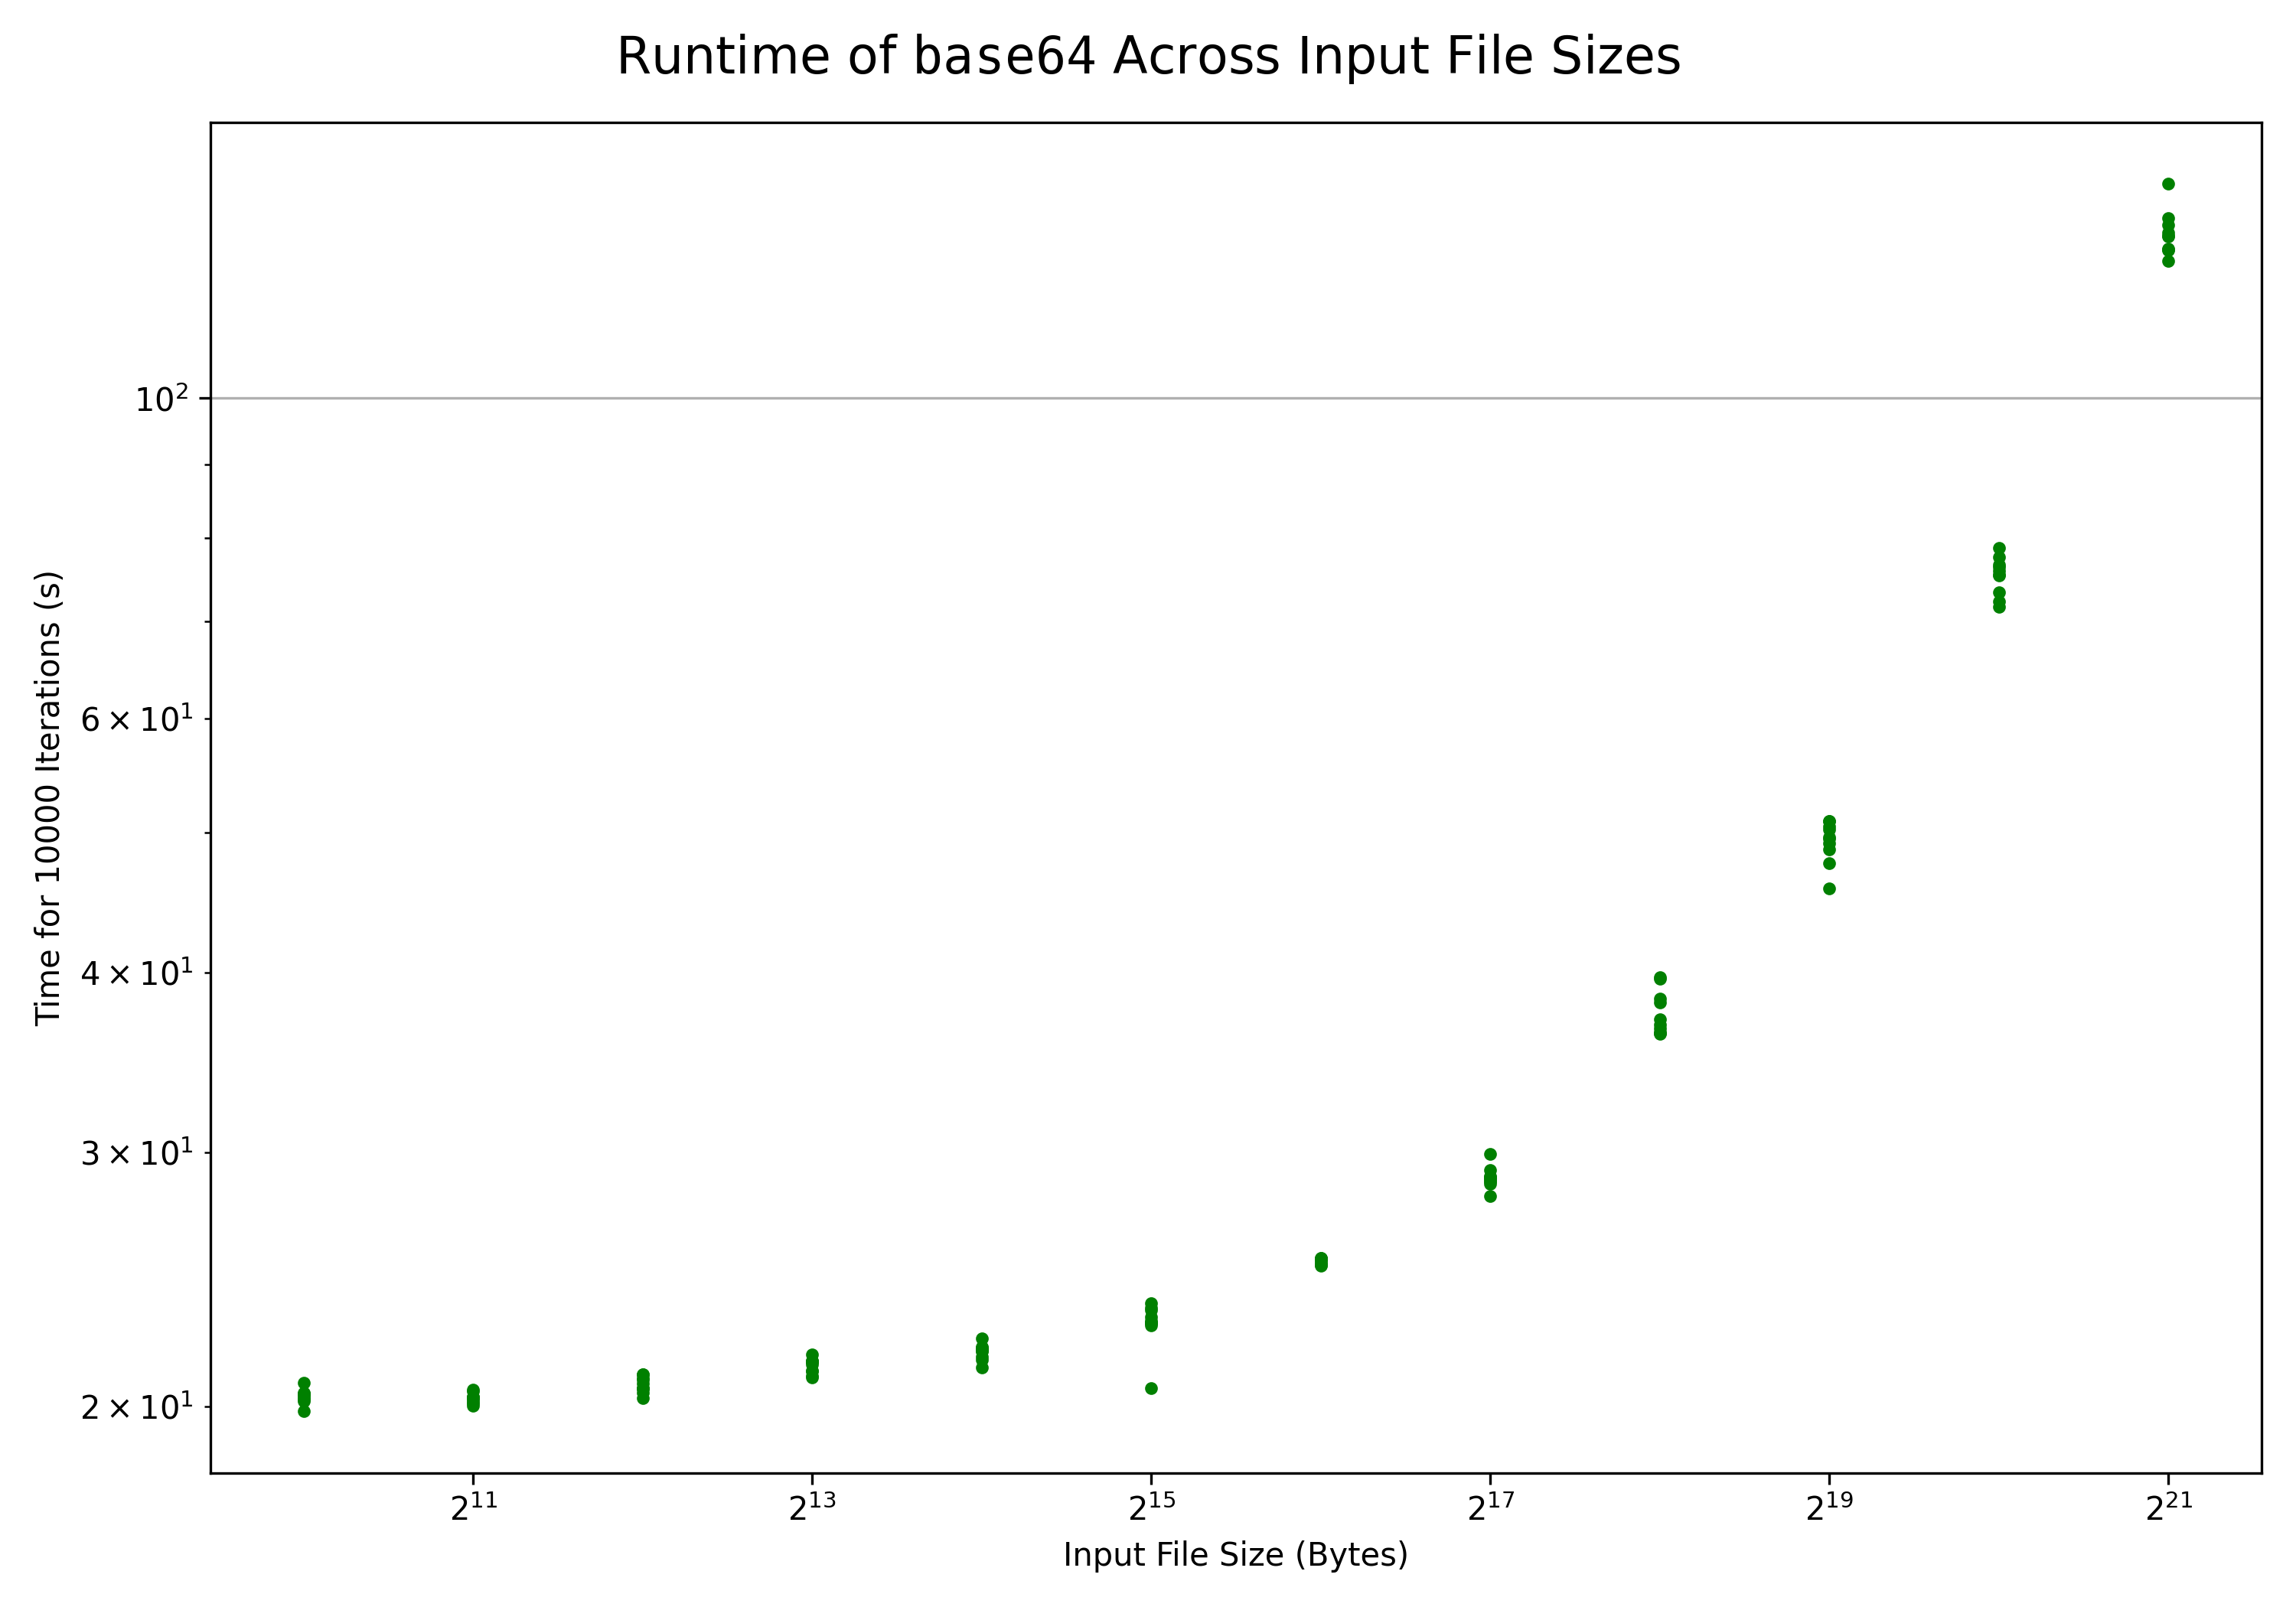 Runtime of base64 Across Input File Sizes
Time for 10000 Iterations (s)
10²
6 × 10¹
4 × 10¹
3 × 10¹
2 × 10¹
2¹¹ 2¹³ 2¹⁵ 2¹⁷ 2¹⁹ 2²¹
Input File Size (Bytes)